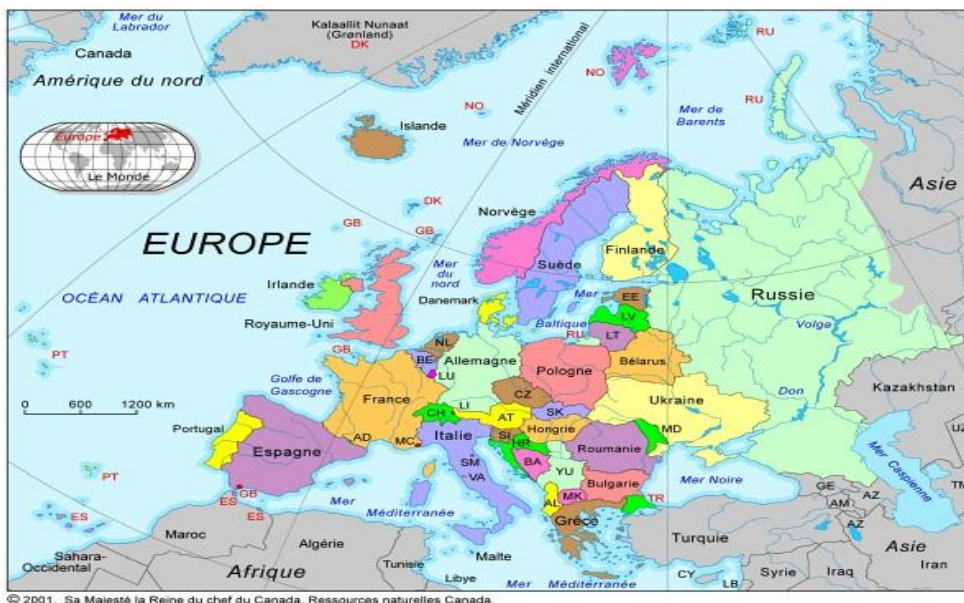 Mer du
Labrador
Canada
Amérique du nord
Kalaallit Nunaat
(Grønland)
DK
Méridien international
NO
RU
RU
Mer de
Barents
Asie
Europe
Le Monde
Islande
NO
Mer de Norvège
DK
GB
GB
EUROPE
Norvège
Suède
Finlande
Russie
Mer
du
nord
OCÉAN ATLANTIQUE
Irlande
Royaume-Uni
GB
Danemark
Mer
Baltique
EE
LV
LT
RU
Volge
PT
NL
BE
LU
Allemagne
Pologne
Bélarus
Golfe de
Gascogne
France
LI
CZ
Ukraine
Don
Kazakhstan
0 600 1200 km
CH
AT
SK
Hongrie
MD
UZ
Portugal
Espagne
AD
MC
Italie
SI
HR
BA
YU
Roumanie
SM
VA
Bulgarie
Mer Noire
Mer Caspienne
PT
ES
GB
ES
ES
Mer
Méditerranée
AL
MK
TR
Grèce
GE
AM
AZ
AZ
TM
Maroc
Algérie
Tunisie
Malte
Turquie
Asie
Sahara-
Occidental
Afrique
Libye
Mer Méditerranée
CY
LB
Syrie
Iraq
Iran
© 2001. Sa Majesté la Reine du chef du Canada, Ressources naturelles Canada.